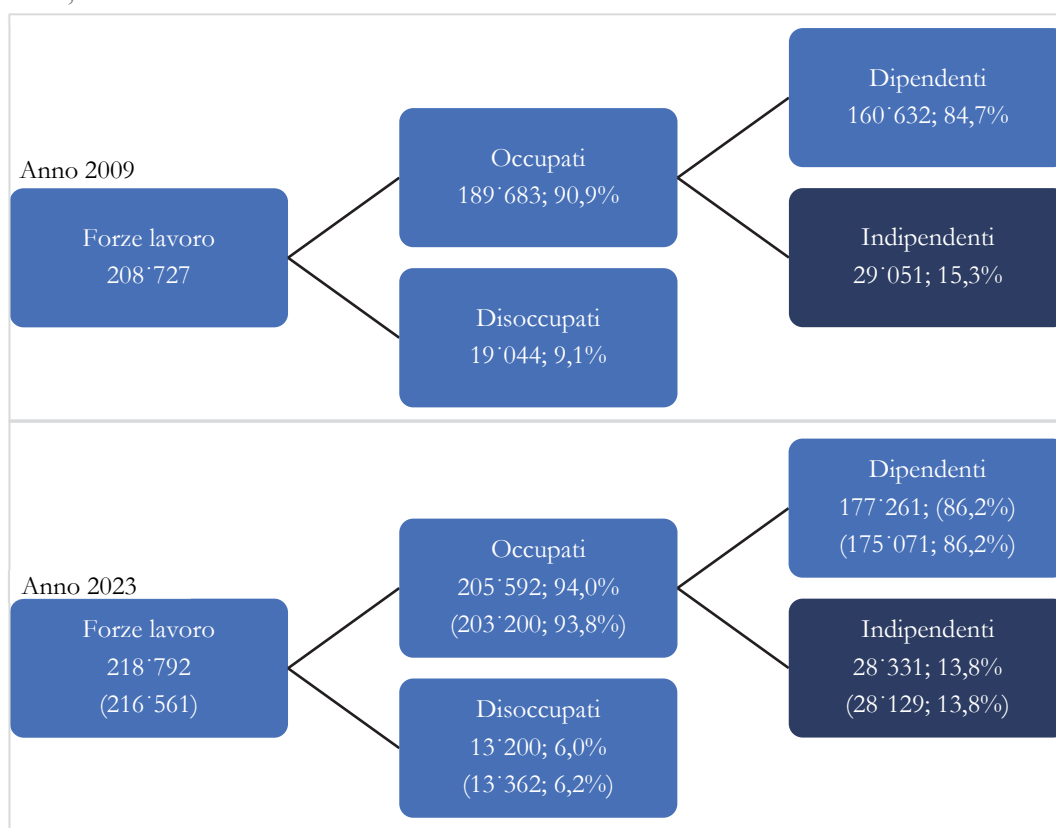 Anno 2009
Forze lavoro
208˙727
Occupati
189˙683; 90,9%
Disoccupati
19˙044; 9,1%
Dipendenti
160˙632; 84,7%
Indipendenti
29˙051; 15,3%
Anno 2023
Forze lavoro
218˙792
(216˙561)
Occupati
205˙592; 94,0%
(203˙200; 93,8%)
Disoccupati
13˙200; 6,0%
(13˙362; 6,2%)
Dipendenti
177˙261; (86,2%)
(175˙071; 86,2%)
Indipendenti
28˙331; 13,8%
(28˙129; 13,8%)